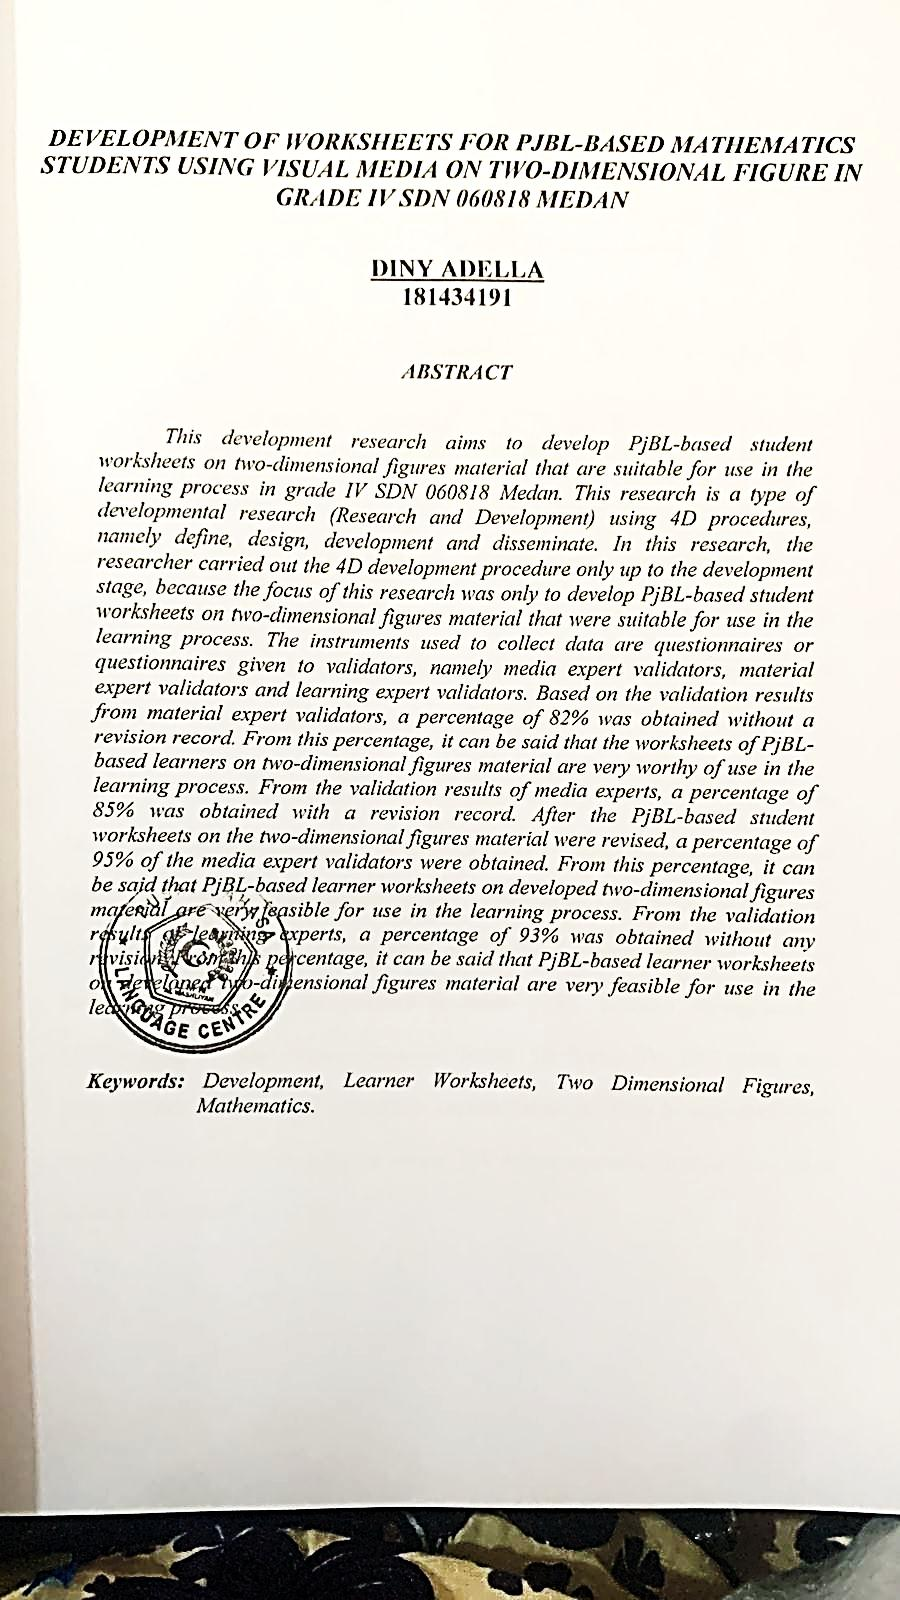 DEVELOPMENT OF WORKSHEETS FOR PJBL-BASED MATHEMATICS
STUDENTS USING VISUAL MEDIA ON TWO-DIMENSIONAL FIGURE IN
GRADE IV SDN 060818 MEDAN
DINY ADELLA
181434191
ABSTRACT
This development research aims to develop PjBL-based student
worksheets on two-dimensional figures material that are suitable for use in the
learning process in grade IV SDN 060818 Medan. This research is a type of
developmental research (Research and Development) using 4D procedures,
namely define, design, development and disseminate. In this research, the
researcher carried out the 4D development procedure only up to the development
stage, because the focus of this research was only to develop PjBL-based student
worksheets on two-dimensional figures material that were suitable for use in the
learning process. The instruments used to collect data are questionnaires or
questionnaires given to validators, namely media expert validators, material
expert validators and learning expert validators. Based on the validation results
from material expert validators, a percentage of 82% was obtained without a
revision record. From this percentage, it can be said that the worksheets of PjBL-
based learners on two-dimensional figures material are very worthy of use in the
learning process. From the validation results of media experts, a percentage of
85% was obtained with a revision record. After the PjBL-based student
worksheets on the two-dimensional figures material were revised, a percentage of
95% of the media expert validators were obtained. From this percentage, it can
be said that PjBL-based learner worksheets on developed two-dimensional figures
material are very feasible for use in the learning process. From the validation
results of learning experts, a percentage of 93% was obtained without any
revision. From this percentage, it can be said that PjBL-based learner worksheets
on developed two-dimensional figures material are very feasible for use in the
learning process.
LANGUAGE CENTRE
Keywords: Development, Learner Worksheets, Two Dimensional Figures,
Mathematics.